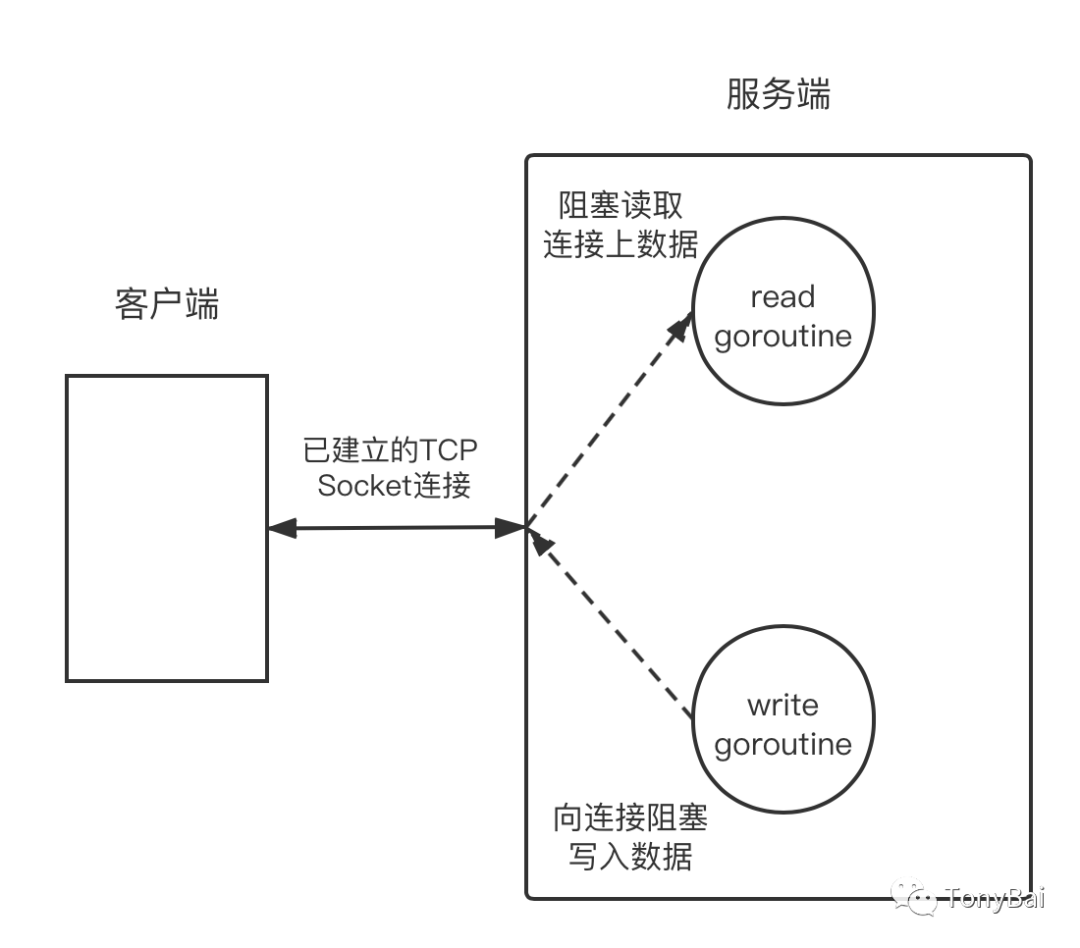 服务端
阻塞读取
连接上数据
read
goroutine
客户端
已建立的TCP
Socket连接
write
goroutine
向连接阻塞
写入数据
TonyBai